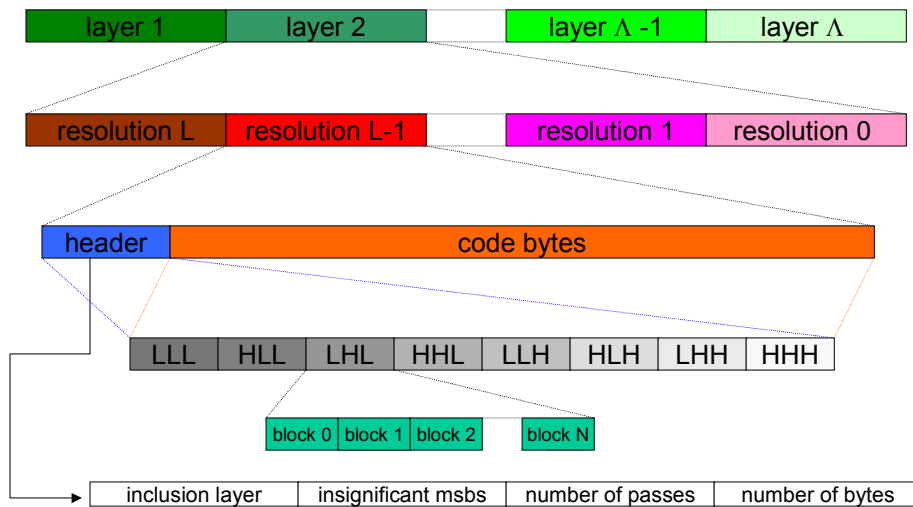 layer 1 layer 2 layer Λ -1 layer Λ
resolution L resolution L-1 resolution 1 resolution 0
header code bytes
LLL HLL LHL HHL LLH HLH LHH HHH
block 0 block 1 block 2 block N
inclusion layer insignificant msbs number of passes number of bytes